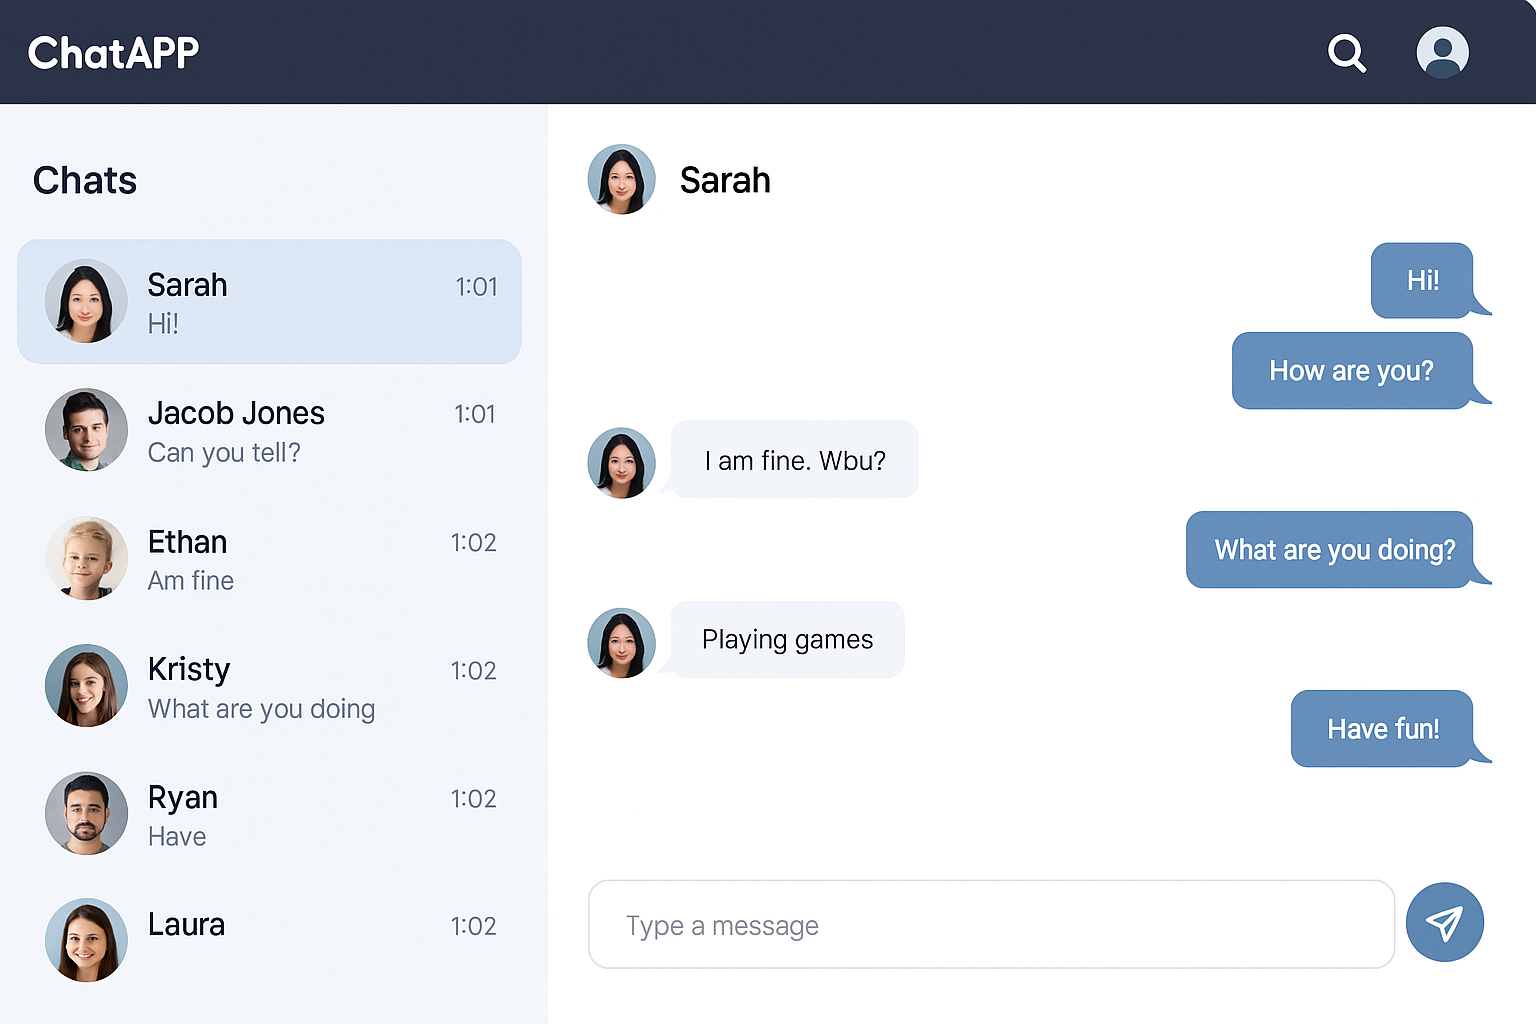 ChatAPP
Chats
Sarah 1:01
Hi!
Jacob Jones 1:01
Can you tell?
Ethan 1:02
Am fine
Kristy 1:02
What are you doing
Ryan 1:02
Have
Laura 1:02
Sarah
Hi!
How are you?
I am fine. Wbu?
What are you doing?
Playing games
Have fun!
Type a message